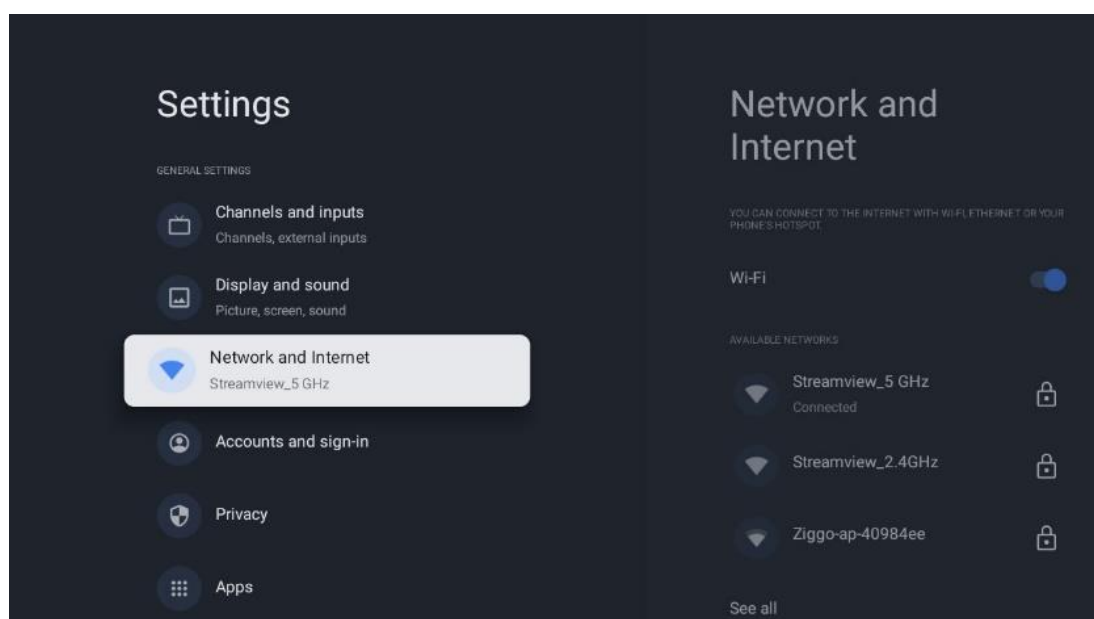 Settings
GENERAL SETTINGS
Channels and inputs
Channels, external inputs
Display and sound
Picture, screen, sound
Network and Internet
Streamview_5 GHz
Accounts and sign-in
Privacy
Apps
Network and
Internet
YOU CAN CONNECT TO THE INTERNET WITH WI-FI, ETHERNET OR YOUR
PHONE'S HOTSPOT.
Wi-Fi
AVAILABLE NETWORKS
Streamview_5 GHz
Connected
Streamview_2.4GHz
Ziggo-ap-40984ee
See all